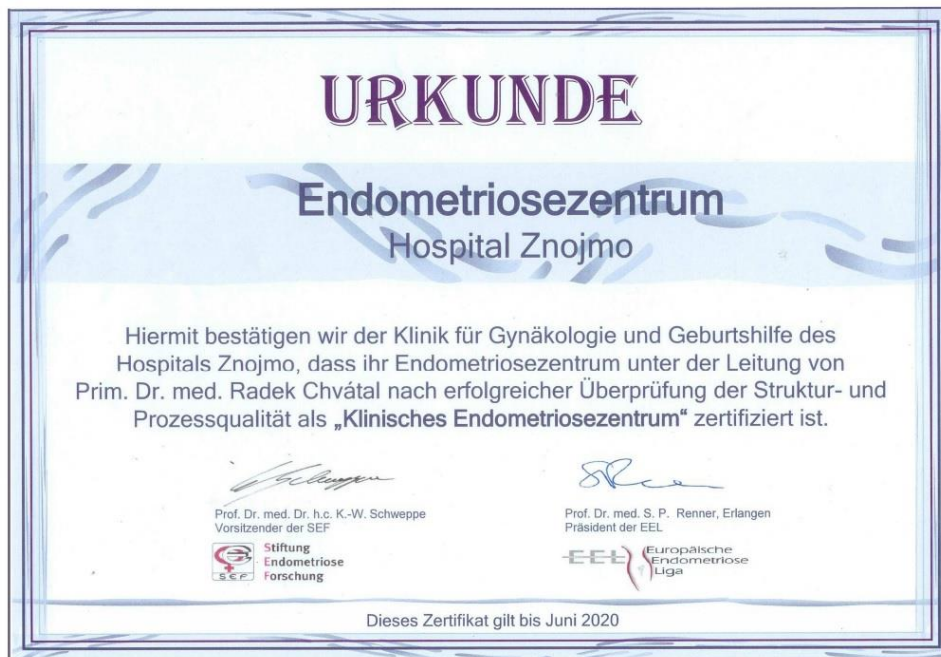 URKUNDE
Endometriosezentrum
Hospital Znojmo
Hiermit bestätigen wir der Klinik für Gynäkologie und Geburtshilfe des
Hospitals Znojmo, dass ihr Endometriosezentrum unter der Leitung von
Prim. Dr. med. Radek Chvátal nach erfolgreicher Überprüfung der Struktur- und
Prozessqualität als „Klinisches Endometriosezentrum“ zertifiziert ist.
Prof. Dr. med. Dr. h.c. K.-W. Schweppe
Vorsitzender der SEF
SEF
Stiftung
Endometriose
Forschung
Prof. Dr. med. S. P. Renner, Erlangen
Präsident der EEL
EEL
Europäische
Endometriose
Liga
Dieses Zertifikat gilt bis Juni 2020